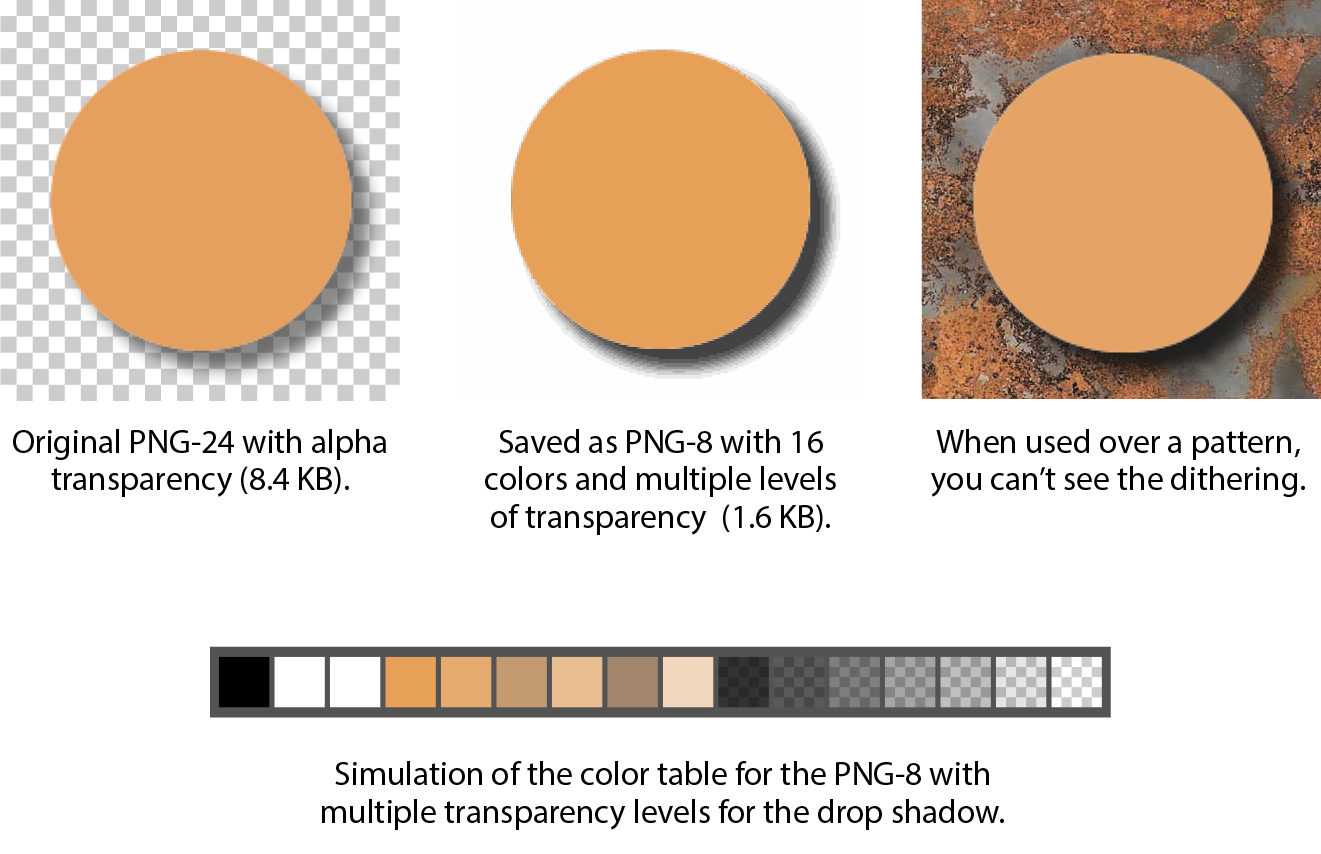 Original PNG-24 with alpha
transparency (8.4 KB).
Saved as PNG-8 with 16
colors and multiple levels
of transparency  (1.6 KB).
When used over a pattern,
you can’t see the dithering.
Simulation of the color table for the PNG-8 with
multiple transparency levels for the drop shadow.